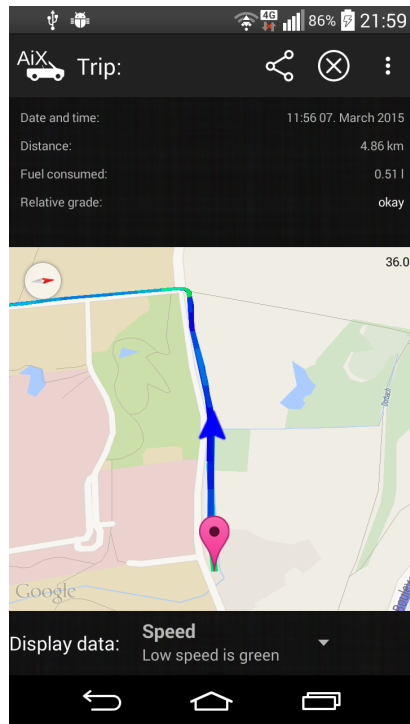 4G 86% 21:59
AiX Trip:
Date and time: 11:56 07. March 2015
Distance: 4.86 km
Fuel consumed: 0.51 l
Relative grade: okay
36.0
Google
Display data: Speed
Low speed is green